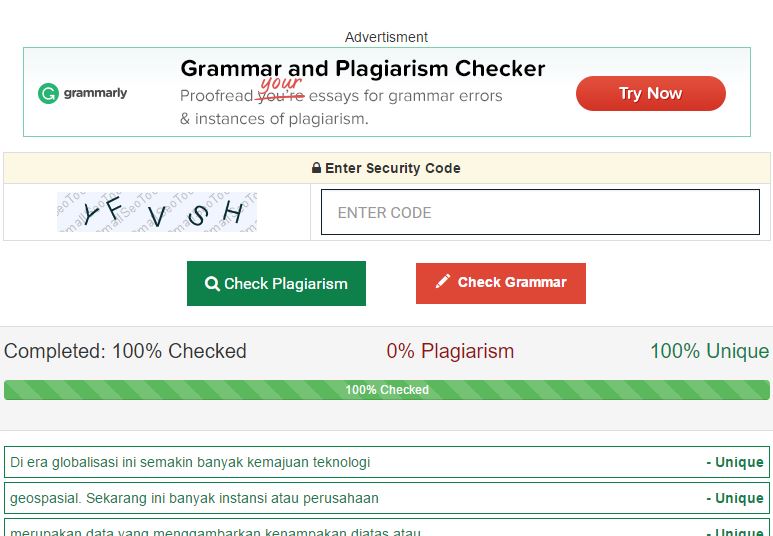 Advertisment
grammarly
Grammar and Plagiarism Checker
your
Proofread you're essays for grammar errors
& instances of plagiarism.
Try Now
Enter Security Code
Y F V S H
ENTER CODE
Check Plagiarism
Check Grammar
Completed: 100% Checked
0% Plagiarism
100% Unique
100% Checked
Di era globalisasi ini semakin banyak kemajuan teknologi
- Unique
geospasial. Sekarang ini banyak instansi atau perusahaan
- Unique
merupakan data yang menggambarkan kenampakan diatas atau
- Unique